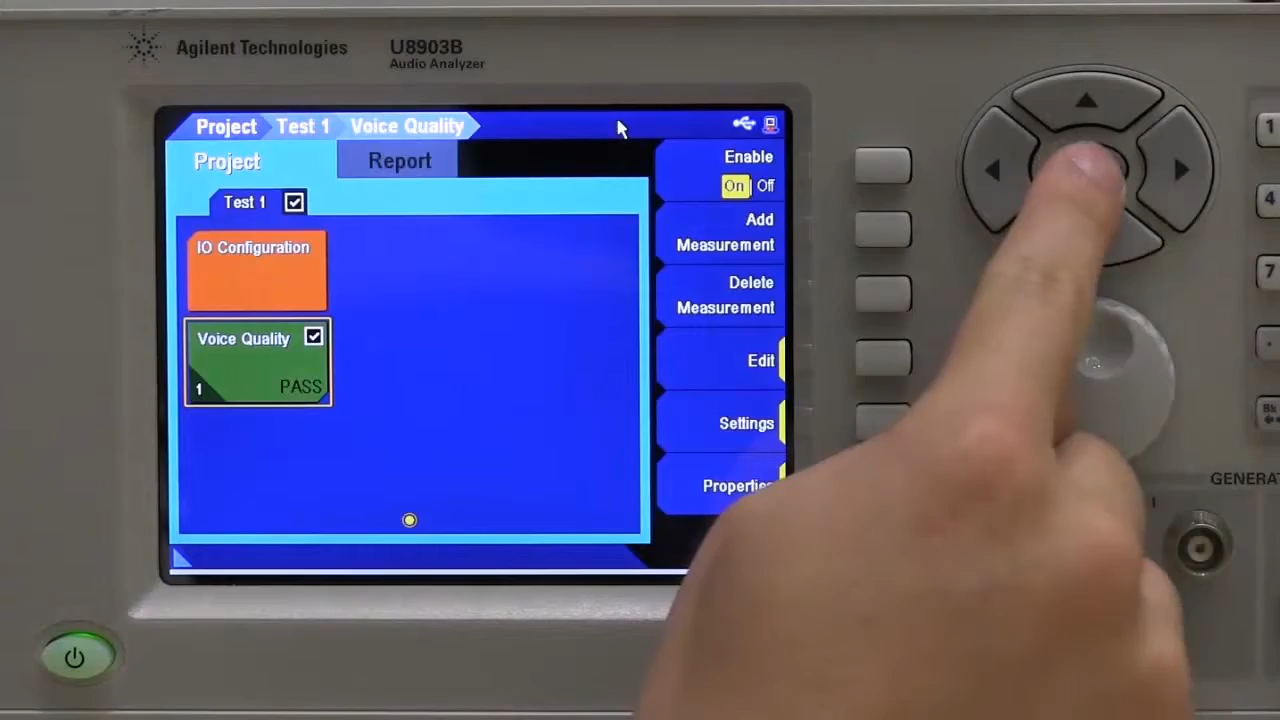 Agilent Technologies
U8903B
Audio Analyzer
Project
Test 1
Voice Quality
Project
Report
Enable
On | Off
Test 1
Add
Measurement
IO Configuration
Delete
Measurement
Voice Quality
1
PASS
Edit
Settings
1
4
7
.
1